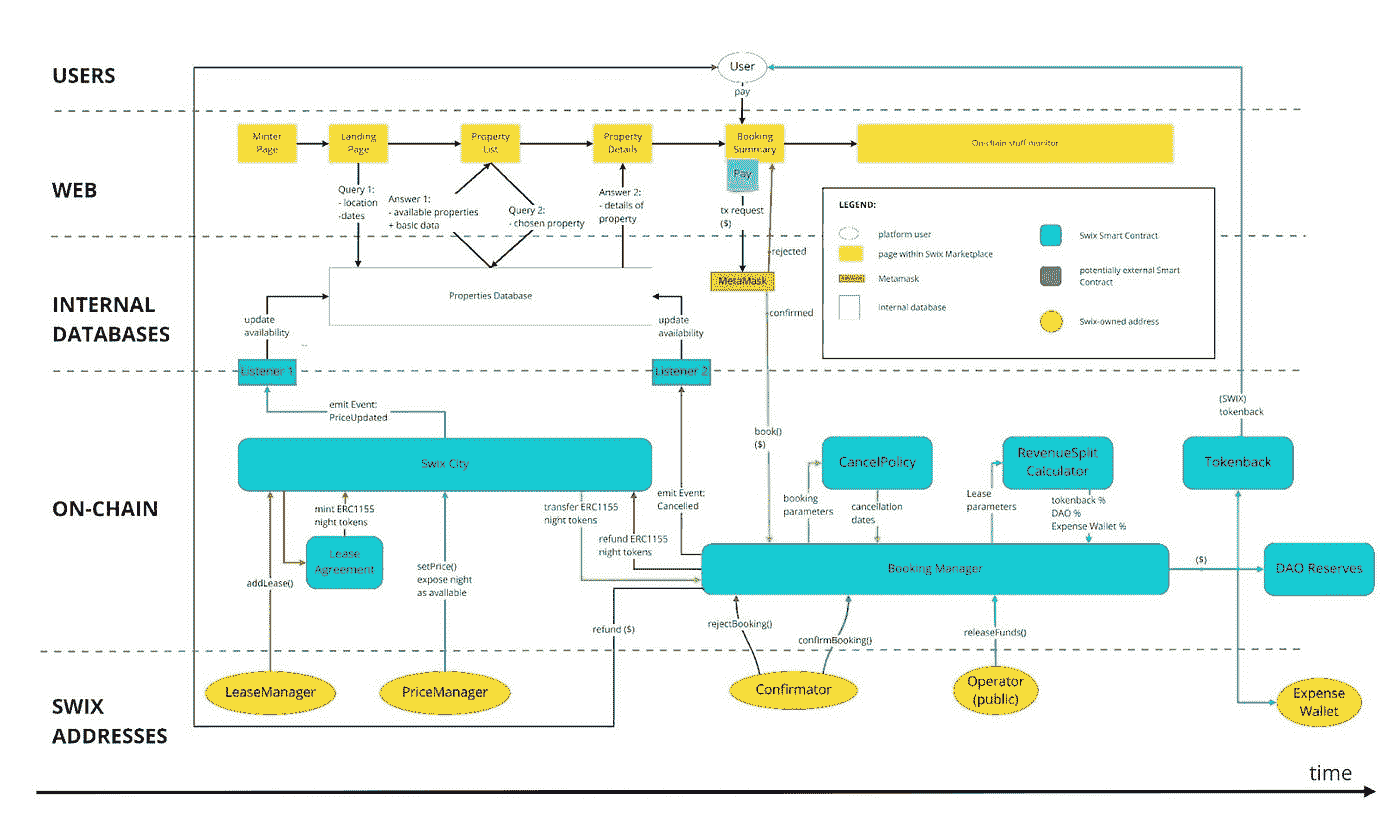 USERS
User
pay
Minter
Page
Landing
Page
Property
List
Property
Details
Booking
Summary
On-chain stuff monitor
Pay
WEB
Query 1:
- location
-dates
Answer 1:
- available properties
+ basic data
Query 2:
- chosen property
Answer 2:
- details of
property
tx request
($)
rejected
MetaMask
confirmed
LEGEND:
platform user
page within Swix Marketplace
Metamask
internal database
Swix Smart Contract
potentially external Smart
Contract
Swix-owned address
INTERNAL
DATABASES
Properties Database
update
availability
update
availability
Listener 1
Listener 2
emit Event:
PriceUpdated
(SWIX)
tokenback
book()
($)
ON-CHAIN
Swix City
CancelPolicy
RevenueSplit
Calculator
Tokenback
mint ERC1155
night tokens
transfer ERC1155
night tokens
emit Event:
Cancelled
refund ERC1155
night tokens
booking
parameters
cancellation
dates
Lease
parameters
tokenback %
DAO %
Expense Wallet %
Lease
Agreement
addLease()
setPrice()
expose night
as available
Booking Manager
($)
DAO Reserves
refund ($)
rejectBooking()
confirmBooking()
releaseFunds()
SWIX
ADDRESSES
LeaseManager
PriceManager
Confirmator
Operator
(public)
Expense
Wallet
time